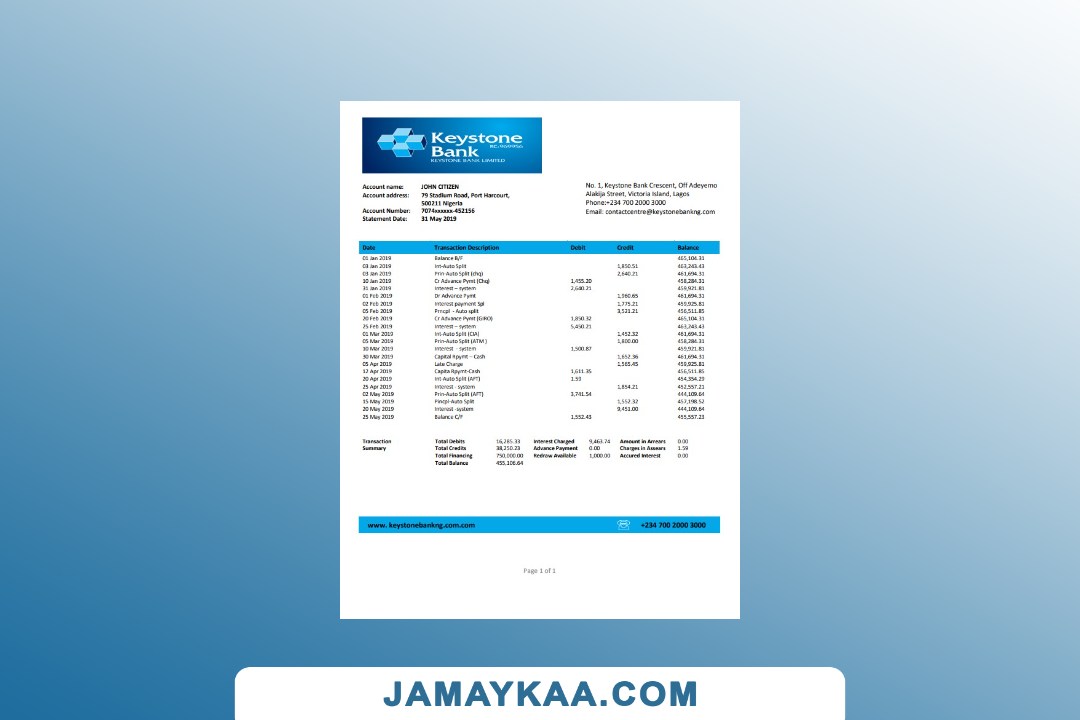 Keystone
Bank
KEYSTONE BANK LIMITED
Account name: JOHN CITIZEN
Account address: 79 Stadium Road, Port Harcourt,
500211 Nigeria
Account Number: 7074xxxxxx-452156
Statement Date: 31 May 2019
No. 1, Keystone Bank Crescent, Off Adeyemo
Alakija Street, Victoria Island, Lagos
Phone:+234 700 2000 3000
Email: contactcentre@keystonebankng.com
Date Transaction Description Debit Credit Balance
01 Jan 2019 Balance B/F 465,104.31
03 Jan 2019 Int-Auto Split 1,850.51 463,243.43
03 Jan 2019 Prin-Auto Split (chq) 2,640.21 461,694.31
10 Jan 2019 Cr Advance Pymt (Chq) 1,455.20 458,284.31
31 Jan 2019 Interest – system 2,640.21 459,921.81
01 Feb 2019 Dr Advance Pymt 1,960.65 461,694.31
02 Feb 2019 Interest payment Spl 1,775.21 459,925.81
05 Feb 2019 Prncpl - Auto split 3,521.21 456,511.85
20 Feb 2019 Cr Advance Pymt (GIRO) 1,850.32 465,104.31
25 Feb 2019 Interest – system 5,450.21 463,243.43
01 Mar 2019 Int-Auto Split (CIA) 1,452.32 461,694.31
05 Mar 2019 Prin-Auto Split (ATM ) 1,800.00 458,284.31
10 Mar 2019 Interest - system 1,500.87 459,921.81
30 Mar 2019 Capital Rpymt – Cash 1,652.36 461,694.31
05 Apr 2019 Late Charge 1,565.45 459,925.81
12 Apr 2019 Capita Rpymt-Cash 1,611.35 456,511.85
20 Apr 2019 Int-Auto Split (AFT) 1.59 454,354.29
25 Apr 2019 Interest - system 1,854.21 452,557.21
02 May 2019 Prin-Auto Split (AFT) 3,741.54 444,109.64
15 May 2019 Pincpl-Auto Split 1,552.32 457,198.52
20 May 2019 Interest -system 9,451.00 444,109.64
25 May 2019 Balance C/F 1,552.43 455,557.23
Transaction Total Debits 16,285.33 Interest Charged 9,463.74 Amount in Arrears 0.00
Summary Total Credits 38,250.23 Advance Payment 0.00 Charges in Assears 1.59
Total Financing 750,000.00 Redraw Available 1,000.00 Accured Interest 0.00
Total Balance 455,106.64
www. keystonebankng.com.com +234 700 2000 3000
Page 1 of 1
JAMAYKAA.COM